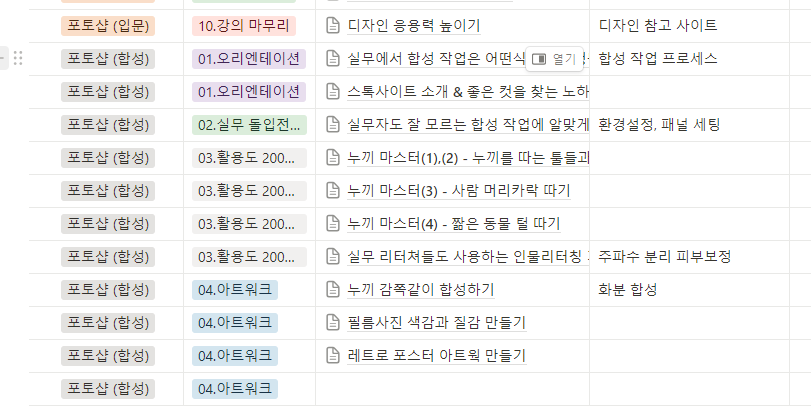 포토샵 (입문) 10.강의 마무리 디자인 응용력 높이기 디자인 참고 사이트
포토샵 (합성) 01.오리엔테이션 실무에서 합성 작업은 어떤식 열기 합성 작업 프로세스
포토샵 (합성) 01.오리엔테이션 스톡사이트 소개 & 좋은 컷을 찾는 노하
포토샵 (합성) 02.실무 돌입전... 실무자도 잘 모르는 합성 작업에 알맞게 환경설정, 패널 세팅
포토샵 (합성) 03.활용도 200... 누끼 마스터(1),(2) - 누끼를 따는 툴들과
포토샵 (합성) 03.활용도 200... 누끼 마스터(3) - 사람 머리카락 따기
포토샵 (합성) 03.활용도 200... 누끼 마스터(4) - 짧은 동물 털 따기
포토샵 (합성) 03.활용도 200... 실무 리터쳐들도 사용하는 인물리터칭 주파수 분리 피부보정
포토샵 (합성) 04.아트워크 누끼 감쪽같이 합성하기 화분 합성
포토샵 (합성) 04.아트워크 필름사진 색감과 질감 만들기
포토샵 (합성) 04.아트워크 레트로 포스터 아트웍 만들기
포토샵 (합성) 04.아트워크